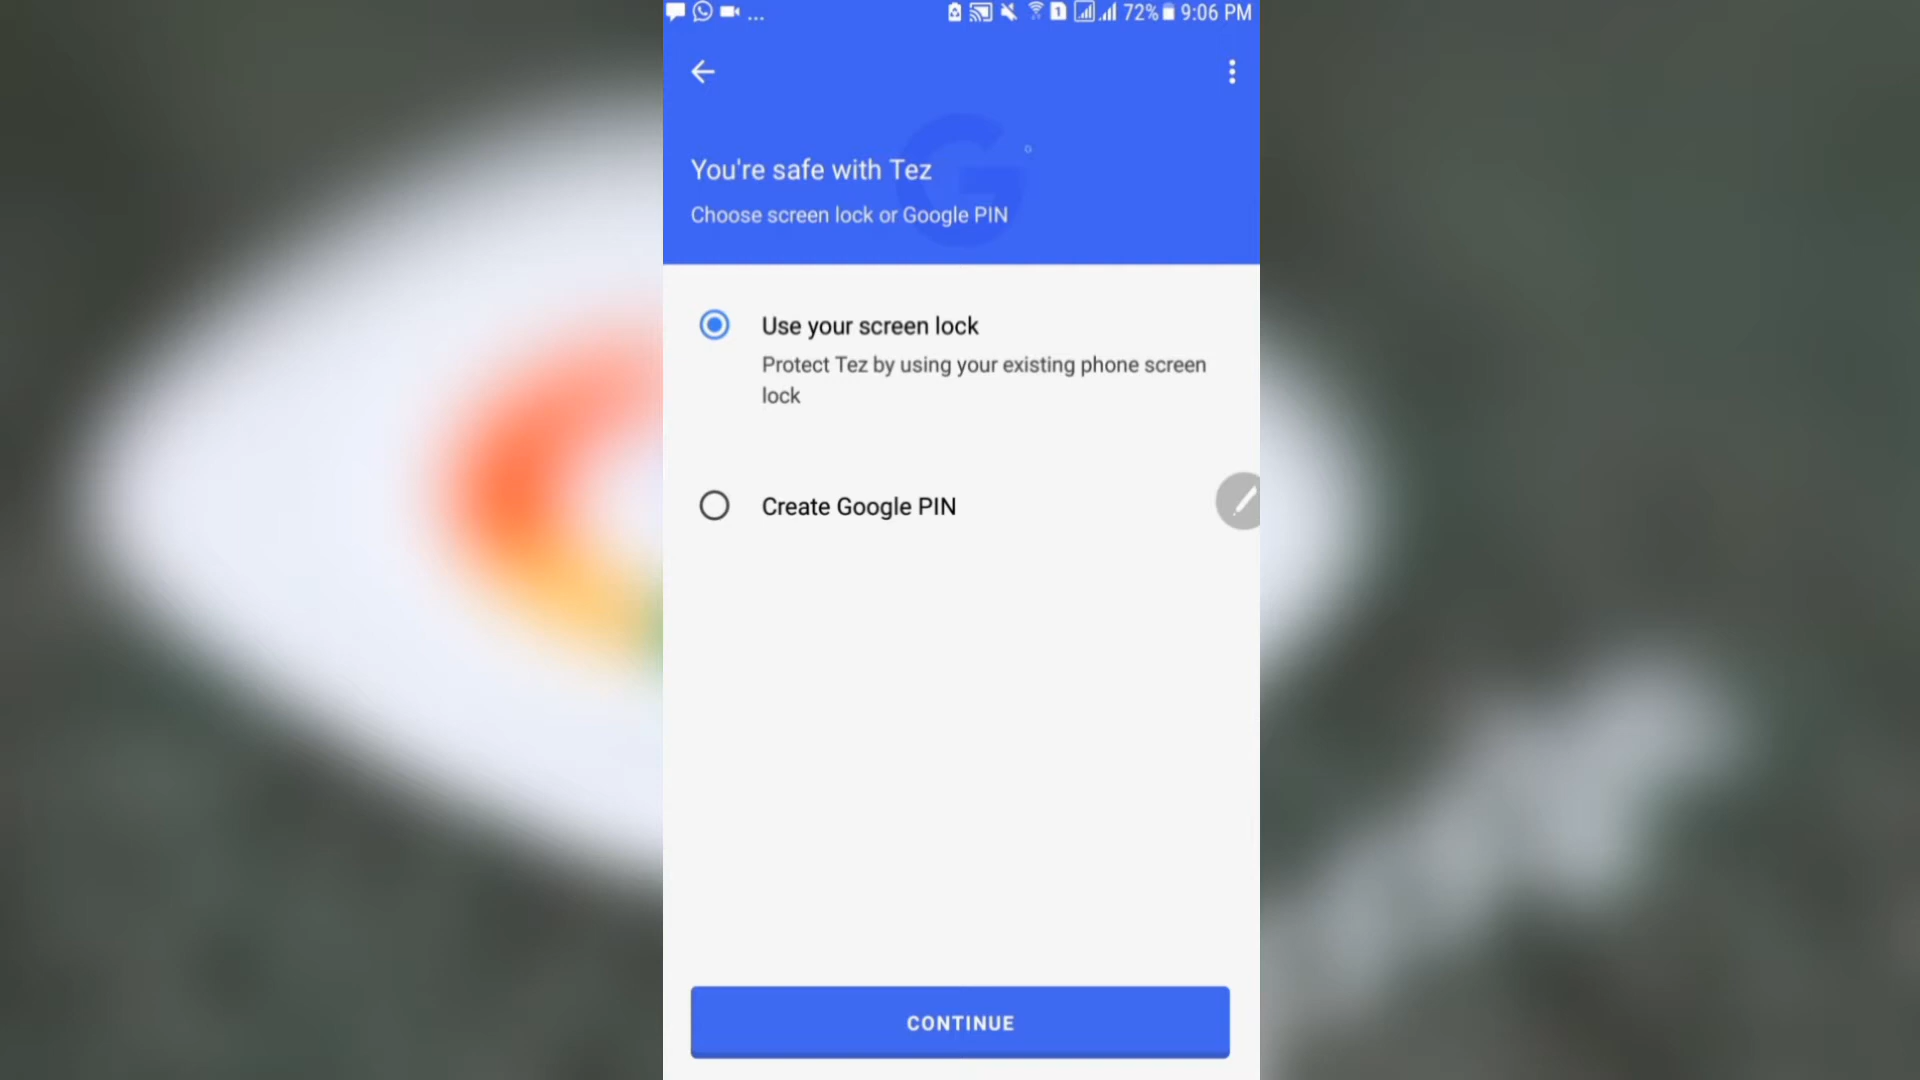 ... 1 72% 9:06 PM
You're safe with Tez
Choose screen lock or Google PIN
Use your screen lock
Protect Tez by using your existing phone screen
lock
Create Google PIN
CONTINUE